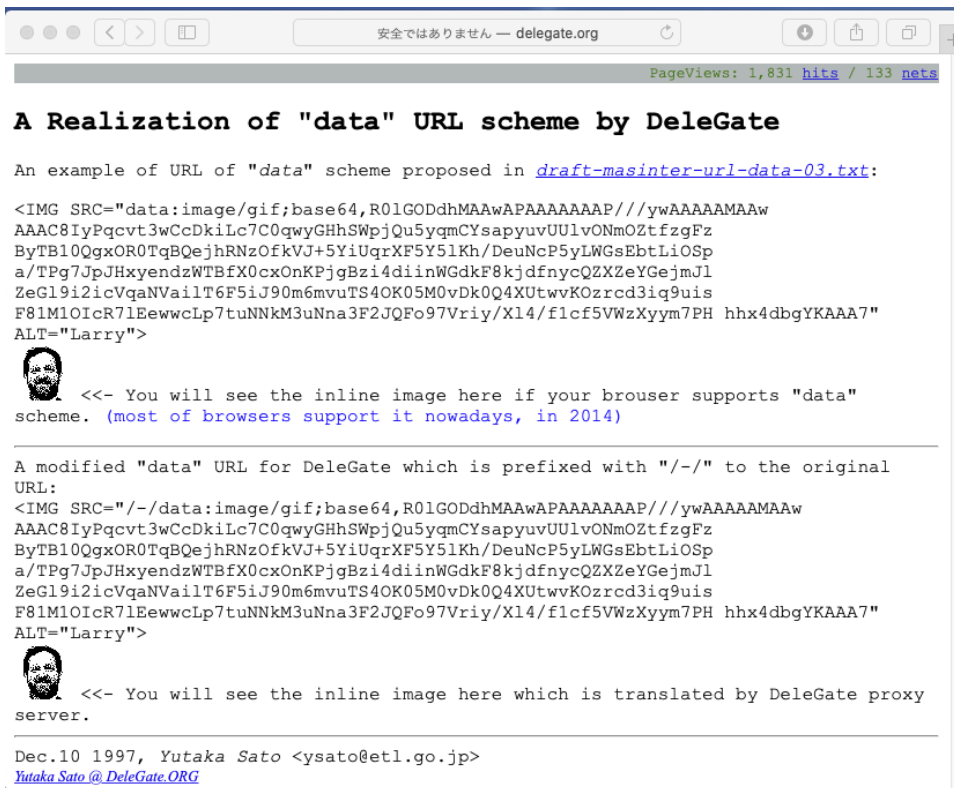 安全ではありません — delegate.org
PageViews: 1,831 hits / 133 nets
A Realization of "data" URL scheme by DeleGate
An example of URL of "data" scheme proposed in draft-masinter-url-data-03.txt:
<IMG SRC="data:image/gif;base64,R0lGODdhMAAwAPAAAAAAAP///ywAAAAAMAAw
AAAC8IyPqcvt3wCcDkiLc7C0qwyGHhSWpjQu5yqmCYsapyuvUUlvONmOZtfzgFz
ByTB10QgxOR0TqBQejhRNzOfkVJ+5YiUqrXF5Y5lKh/DeuNcP5yLWGsEbtLiOSp
a/TPg7JpJHxyendzWTBfX0cxOnKPjgBzi4diinWGdkF8kjdfnycQZXZeYGejmJl
ZeGl9i2icVqaNVailT6F5iJ90m6mvuTS4OK05M0vDk0Q4XUtwvKOzrcd3iq9uis
F81M1OIcR7lEewwcLp7tuNNkM3uNna3F2JQFo97Vriy/Xl4/f1cf5VWzXyym7PH hhx4dbgYKAAA7"
ALT="Larry">
<<- You will see the inline image here if your brouser supports "data"
scheme. (most of browsers support it nowadays, in 2014)
A modified "data" URL for DeleGate which is prefixed with "/-/" to the original
URL:
<IMG SRC="/-/data:image/gif;base64,R0lGODdhMAAwAPAAAAAAAP///ywAAAAAMAAw
AAAC8IyPqcvt3wCcDkiLc7C0qwyGHhSWpjQu5yqmCYsapyuvUUlvONmOZtfzgFz
ByTB10QgxOR0TqBQejhRNzOfkVJ+5YiUqrXF5Y5lKh/DeuNcP5yLWGsEbtLiOSp
a/TPg7JpJHxyendzWTBfX0cxOnKPjgBzi4diinWGdkF8kjdfnycQZXZeYGejmJl
ZeGl9i2icVqaNVailT6F5iJ90m6mvuTS4OK05M0vDk0Q4XUtwvKOzrcd3iq9uis
F81M1OIcR7lEewwcLp7tuNNkM3uNna3F2JQFo97Vriy/Xl4/f1cf5VWzXyym7PH hhx4dbgYKAAA7"
ALT="Larry">
<<- You will see the inline image here which is translated by DeleGate proxy
server.
Dec.10 1997, Yutaka Sato <ysato@etl.go.jp>
Yutaka Sato @ DeleGate.ORG